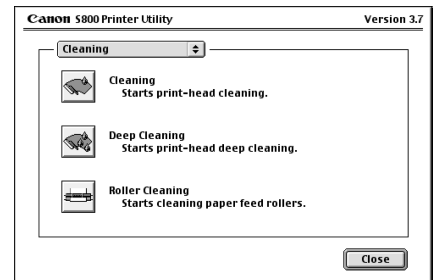 Canon S800 Printer Utility Version 3.7
Cleaning
Cleaning
Starts print-head cleaning.
Deep Cleaning
Starts print-head deep cleaning.
Roller Cleaning
Starts cleaning paper feed rollers.
Close